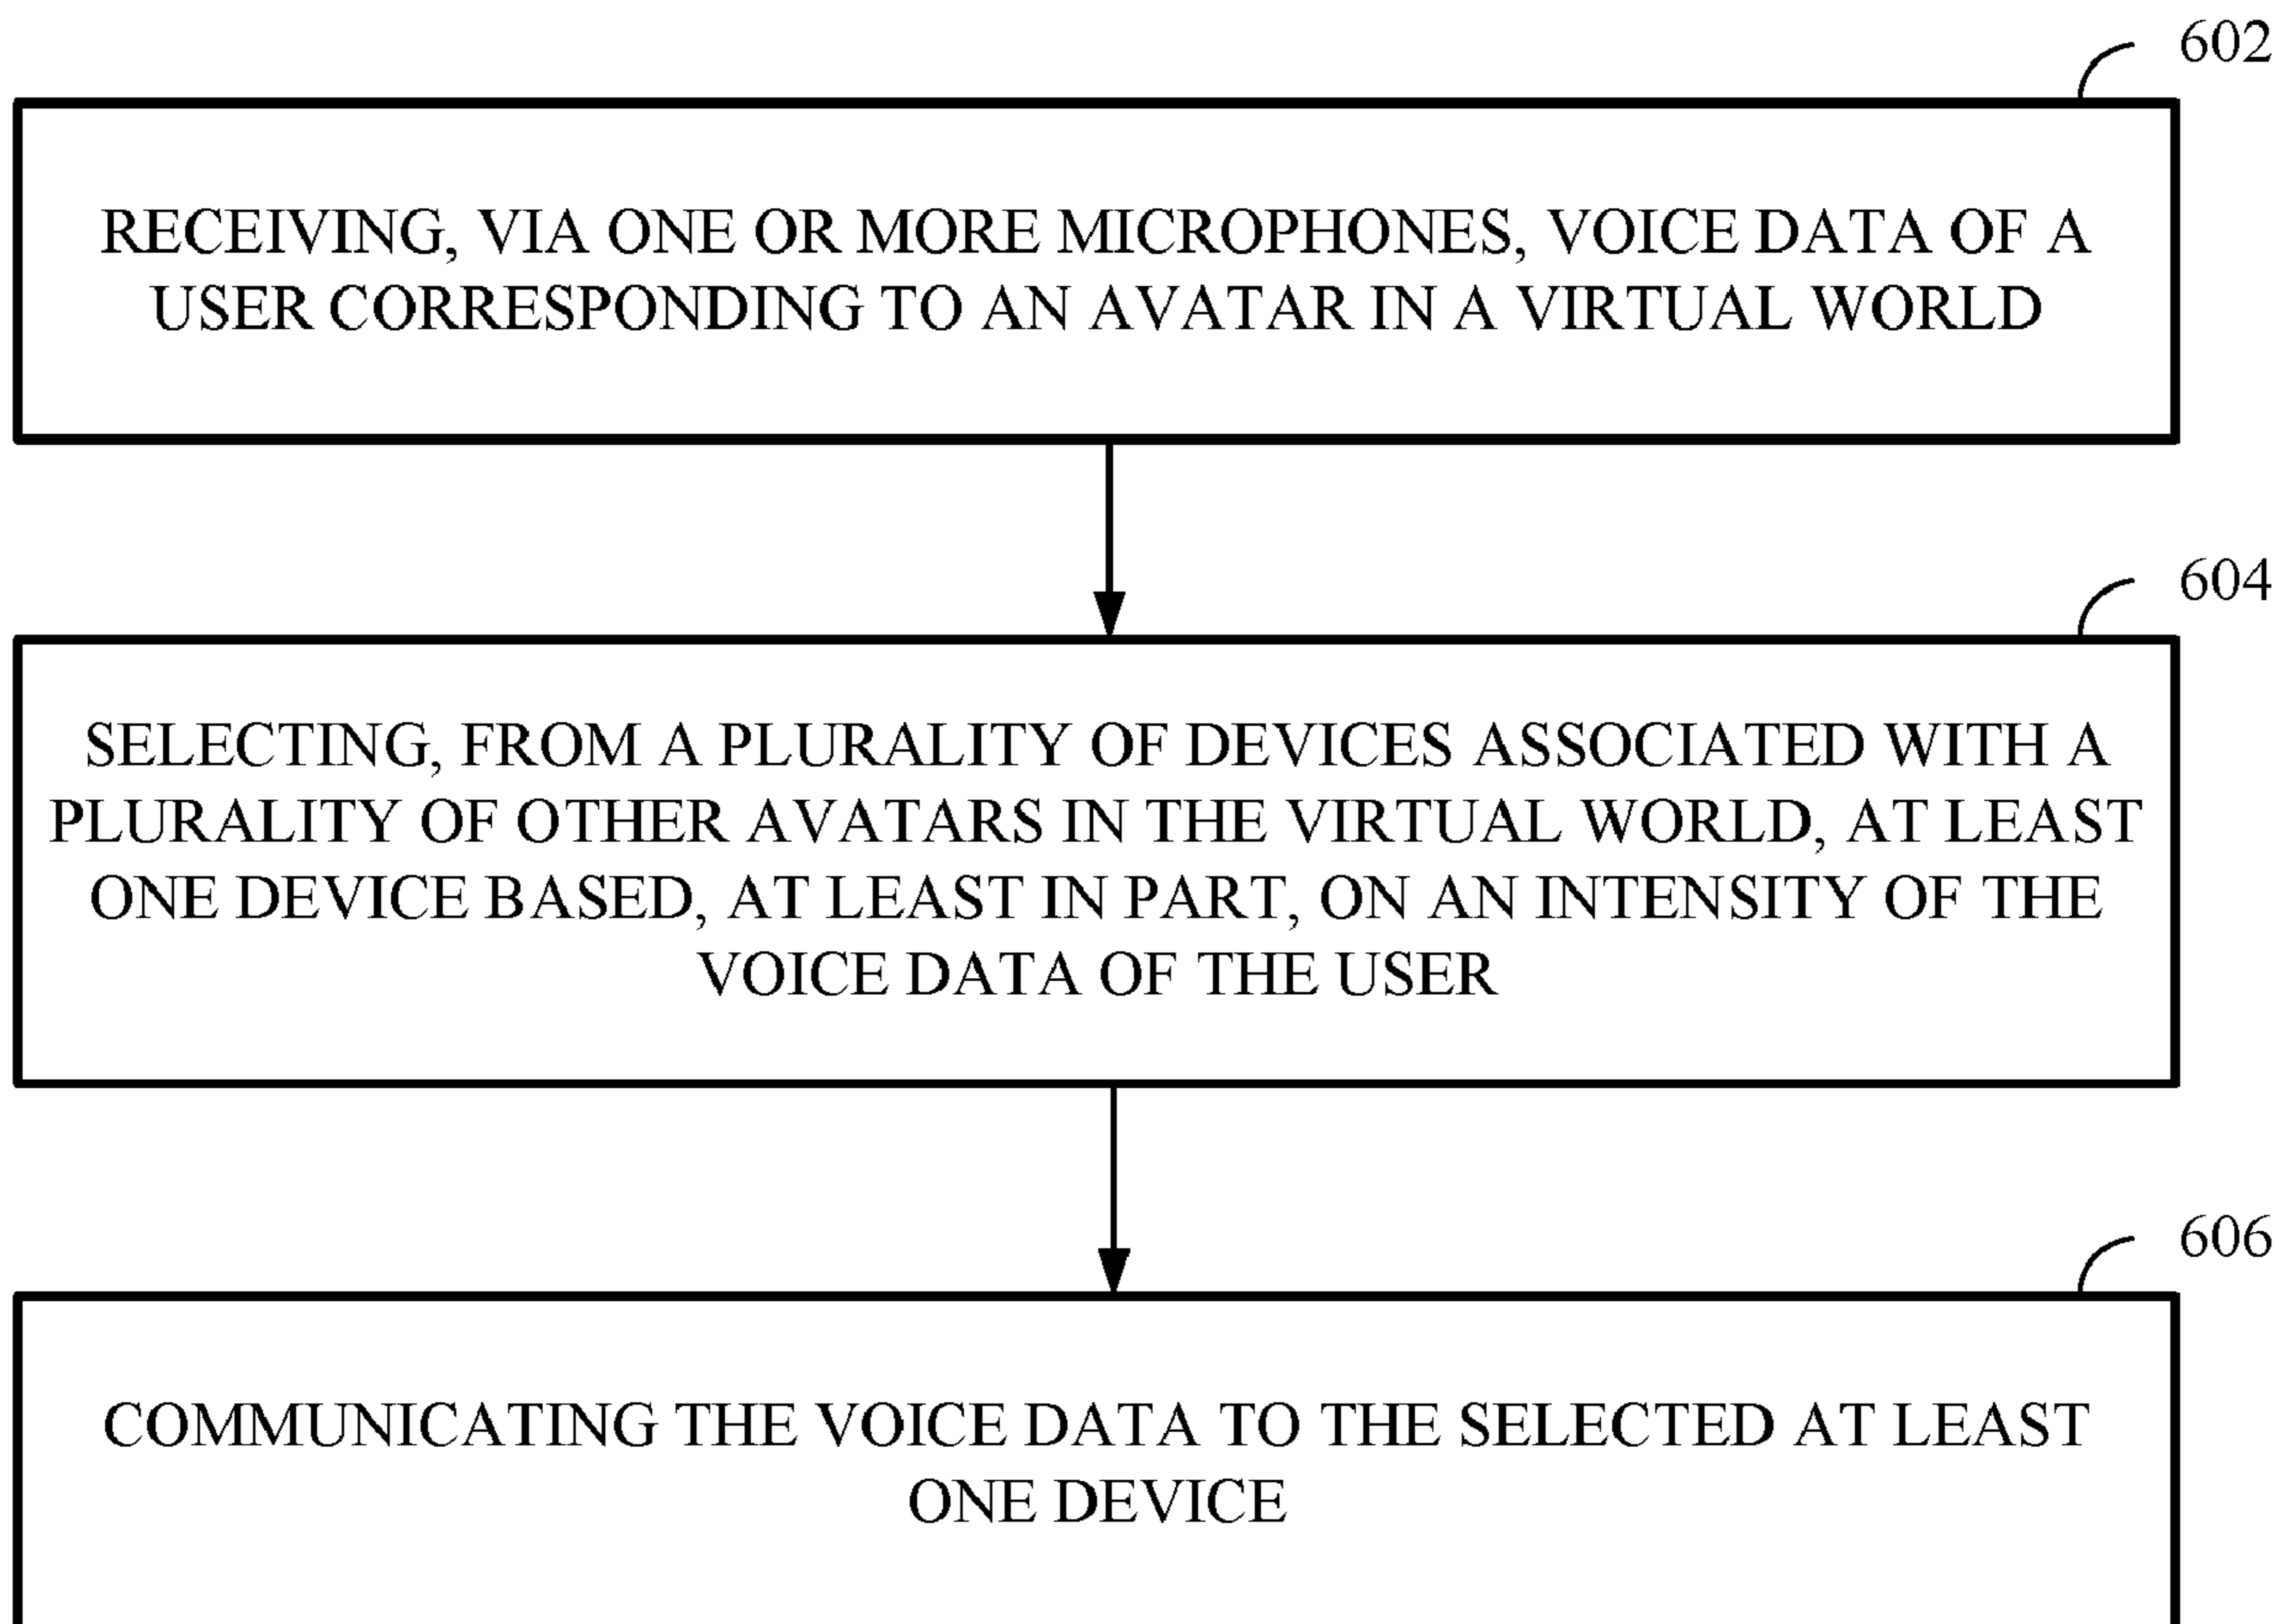 602
RECEIVING, VIA ONE OR MORE MICROPHONES, VOICE DATA OF A
USER CORRESPONDING TO AN AVATAR IN A VIRTUAL WORLD
604
SELECTING, FROM A PLURALITY OF DEVICES ASSOCIATED WITH A
PLURALITY OF OTHER AVATARS IN THE VIRTUAL WORLD, AT LEAST
ONE DEVICE BASED, AT LEAST IN PART, ON AN INTENSITY OF THE
VOICE DATA OF THE USER
606
COMMUNICATING THE VOICE DATA TO THE SELECTED AT LEAST
ONE DEVICE